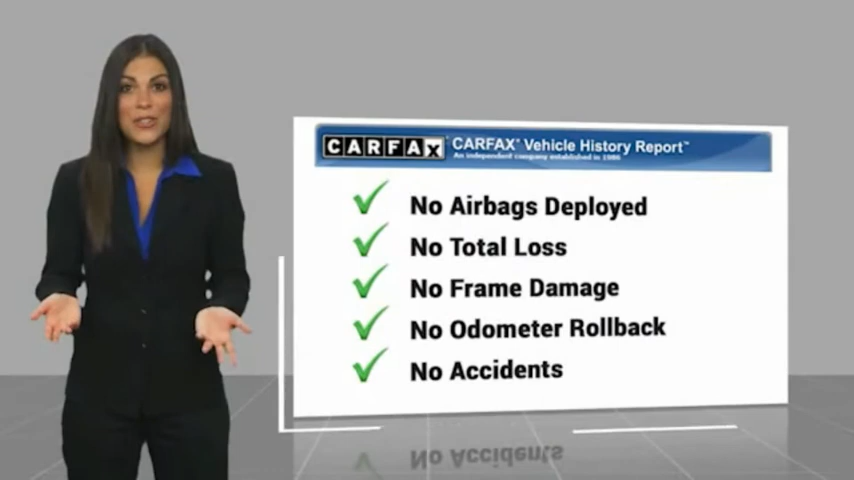 CARFAX CARFAX® Vehicle History Report™
An independent company established in 1986
No Airbags Deployed
No Total Loss
No Frame Damage
No Odometer Rollback
No Accidents
No Accidents